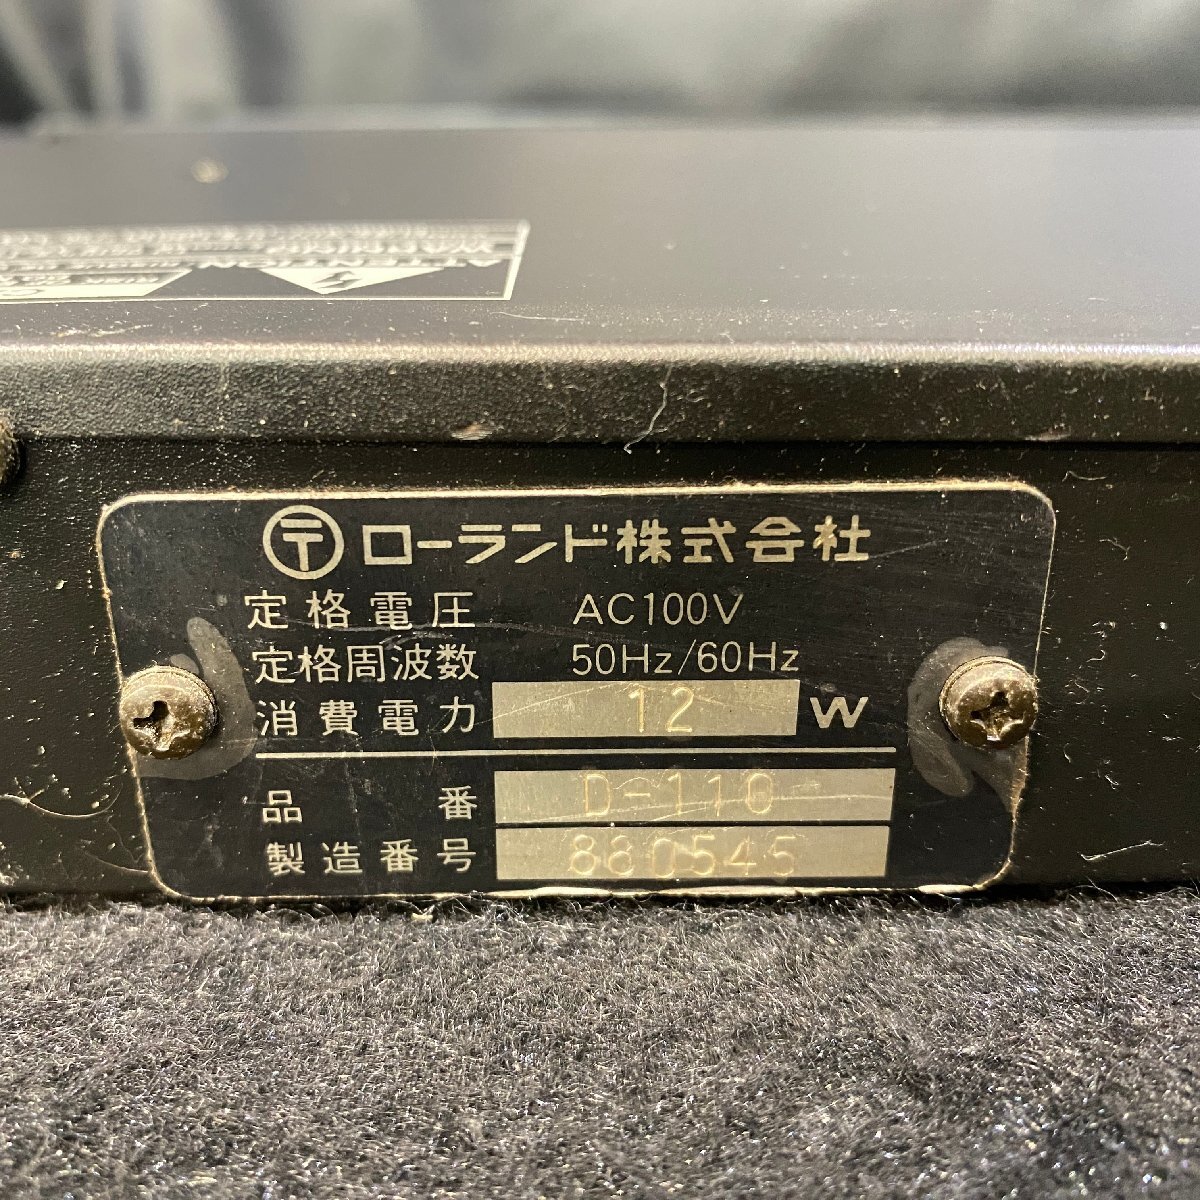 〒 ローランド株式会社
定格電圧 AC100V
定格周波数 50Hz/60Hz
消費電力 12 W
品番 D-110
製造番号 880545